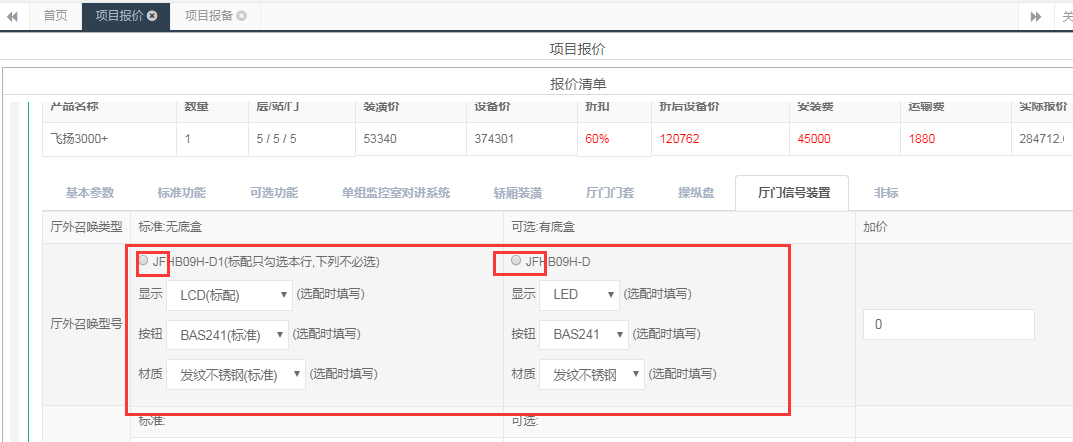 首页 项目报价 项目报备 关
项目报价
报价清单
产品名称 数量 层/站/门 装潢价 设备价 折扣 折后设备价 安装费 运输费 实际报价
飞扬3000+ 1 5 / 5 / 5 53340 374301 60% 120762 45000 1880 284712.
基本参数 标准功能 可选功能 单组监控室对讲系统 轿厢装潢 厅门门套 操纵盘 厅门信号装置 非标
厅外召唤类型 标准:无底盒 可选:有底盒 加价
JFHB09H-D1(标配只勾选本行,下列不必选) JFHB09H-D
显示 LCD(标配) (选配时填写) 显示 LED (选配时填写)
厅外召唤型号 按钮 BAS241(标准) (选配时填写) 按钮 BAS241 (选配时填写) 0
材质 发纹不锈钢(标准) (选配时填写) 材质 发纹不锈钢 (选配时填写)
标准: 可选: